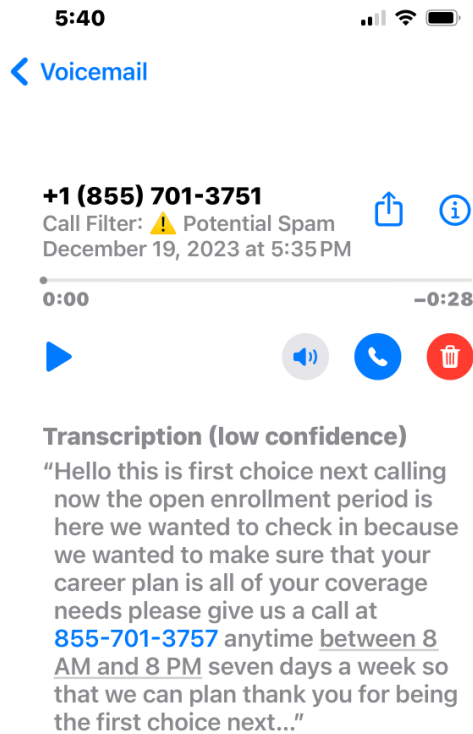 5:40
Voicemail
+1 (855) 701-3751
Call Filter: ⚠️ Potential Spam
December 19, 2023 at 5:35 PM
0:00
−0:28
Transcription (low confidence)
“Hello this is first choice next calling
now the open enrollment period is
here we wanted to check in because
we wanted to make sure that your
career plan is all of your coverage
needs please give us a call at
855-701-3757 anytime between 8
AM and 8 PM seven days a week so
that we can plan thank you for being
the first choice next...”